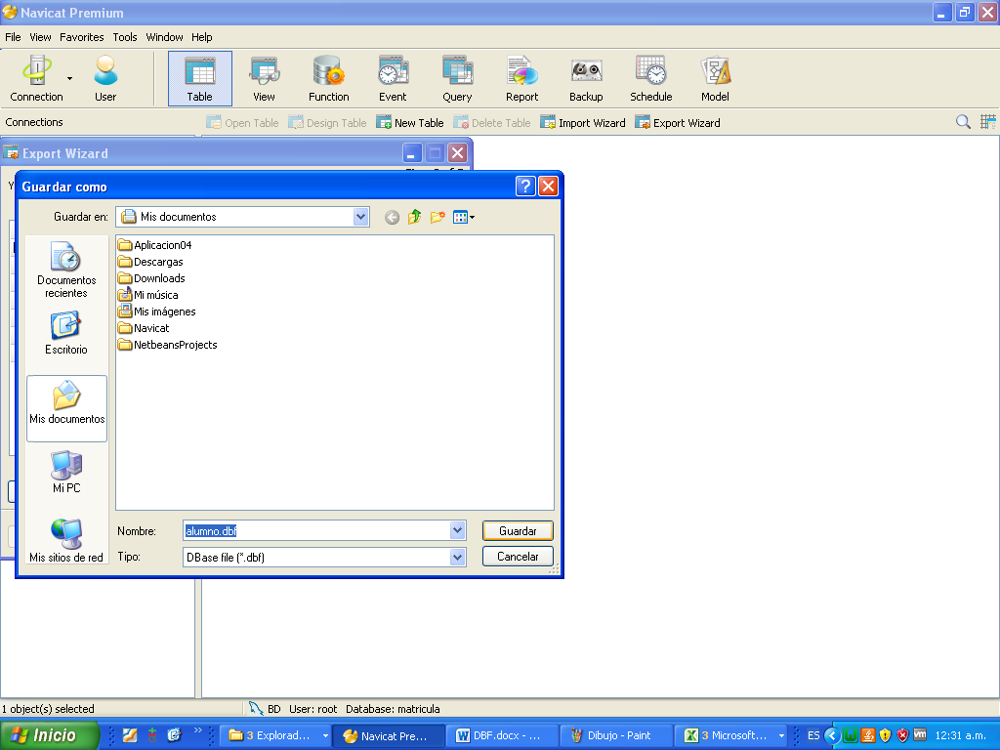 Navicat Premium
File View Favorites Tools Window Help
Connection User Table View Function Event Query Report Backup Schedule Model
Connections Open Table Design Table New Table Delete Table Import Wizard Export Wizard
Export Wizard
Guardar como
Guardar en: Mis documentos
Documentos recientes
Escritorio
Mis documentos
Mi PC
Mis sitios de red
Aplicacion04
Descargas
Downloads
Mi música
Mis imágenes
Navicat
NetbeansProjects
Nombre: alumno.dbf Guardar
Tipo: DBase file (*.dbf) Cancelar
1 object(s) selected BD User: root Database: matricula
Inicio 3 Explorad... Navicat Pre... DBF.docx - ... Dibujo - Paint 3 Microsoft... ES 12:31 a.m.